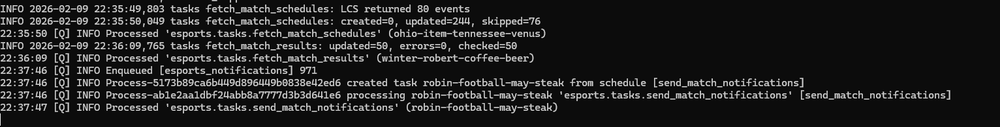 INFO 2026-02-09 22:35:49,803 tasks fetch_match_schedules: LCS returned 80 events
INFO 2026-02-09 22:35:50,049 tasks fetch_match_schedules: created=0, updated=244, skipped=76
22:35:50 [Q] INFO Processed 'esports.tasks.fetch_match_schedules' (ohio-item-tennessee-venus)
INFO 2026-02-09 22:36:09,765 tasks fetch_match_results: updated=50, errors=0, checked=50
22:36:09 [Q] INFO Processed 'esports.tasks.fetch_match_results' (winter-robert-coffee-beer)
22:37:46 [Q] INFO Enqueued [esports_notifications] 971
22:37:46 [Q] INFO Process-5173b89ca6b449d896449b0838e42ed6 created task robin-football-may-steak from schedule [send_match_notifications]
22:37:46 [Q] INFO Process-ab1e2aa1dbf24abb8a7777d3b3d641e6 processing robin-football-may-steak 'esports.tasks.send_match_notifications' [send_match_notifications]
22:37:47 [Q] INFO Processed 'esports.tasks.send_match_notifications' (robin-football-may-steak)